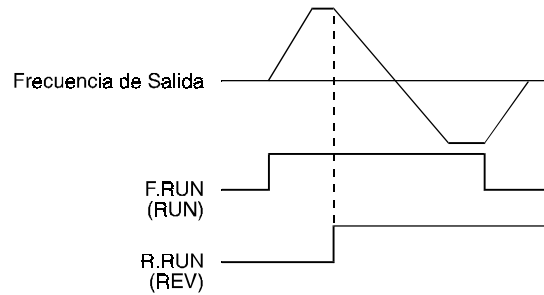 Frecuencia de Salida
F.RUN
(RUN)
R.RUN
(REV)